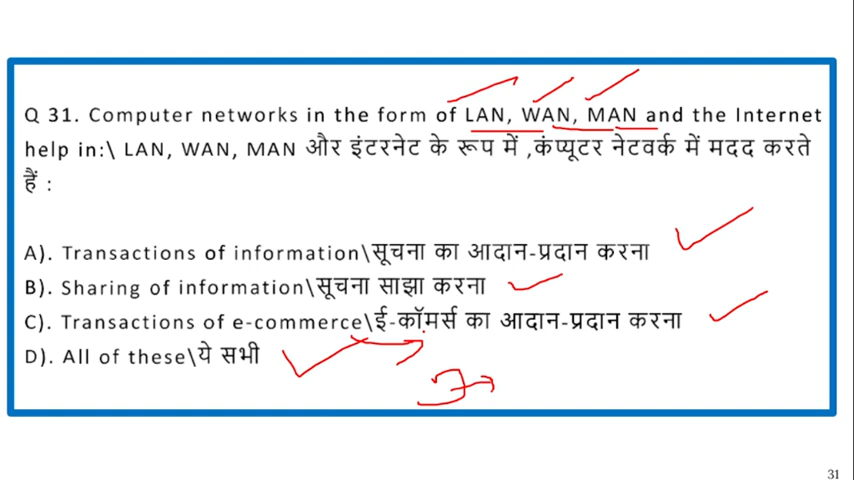 Q 31. Computer networks in the form of LAN, WAN, MAN and the Internet
help in:\ LAN, WAN, MAN और इंटरनेट के रूप में ,कंप्यूटर नेटवर्क में मदद करते
हैं :
A). Transactions of information\सूचना का आदान-प्रदान करना
B). Sharing of information\सूचना साझा करना
C). Transactions of e-commerce\ई-कॉमर्स का आदान-प्रदान करना
D). All of these\ये सभी
31